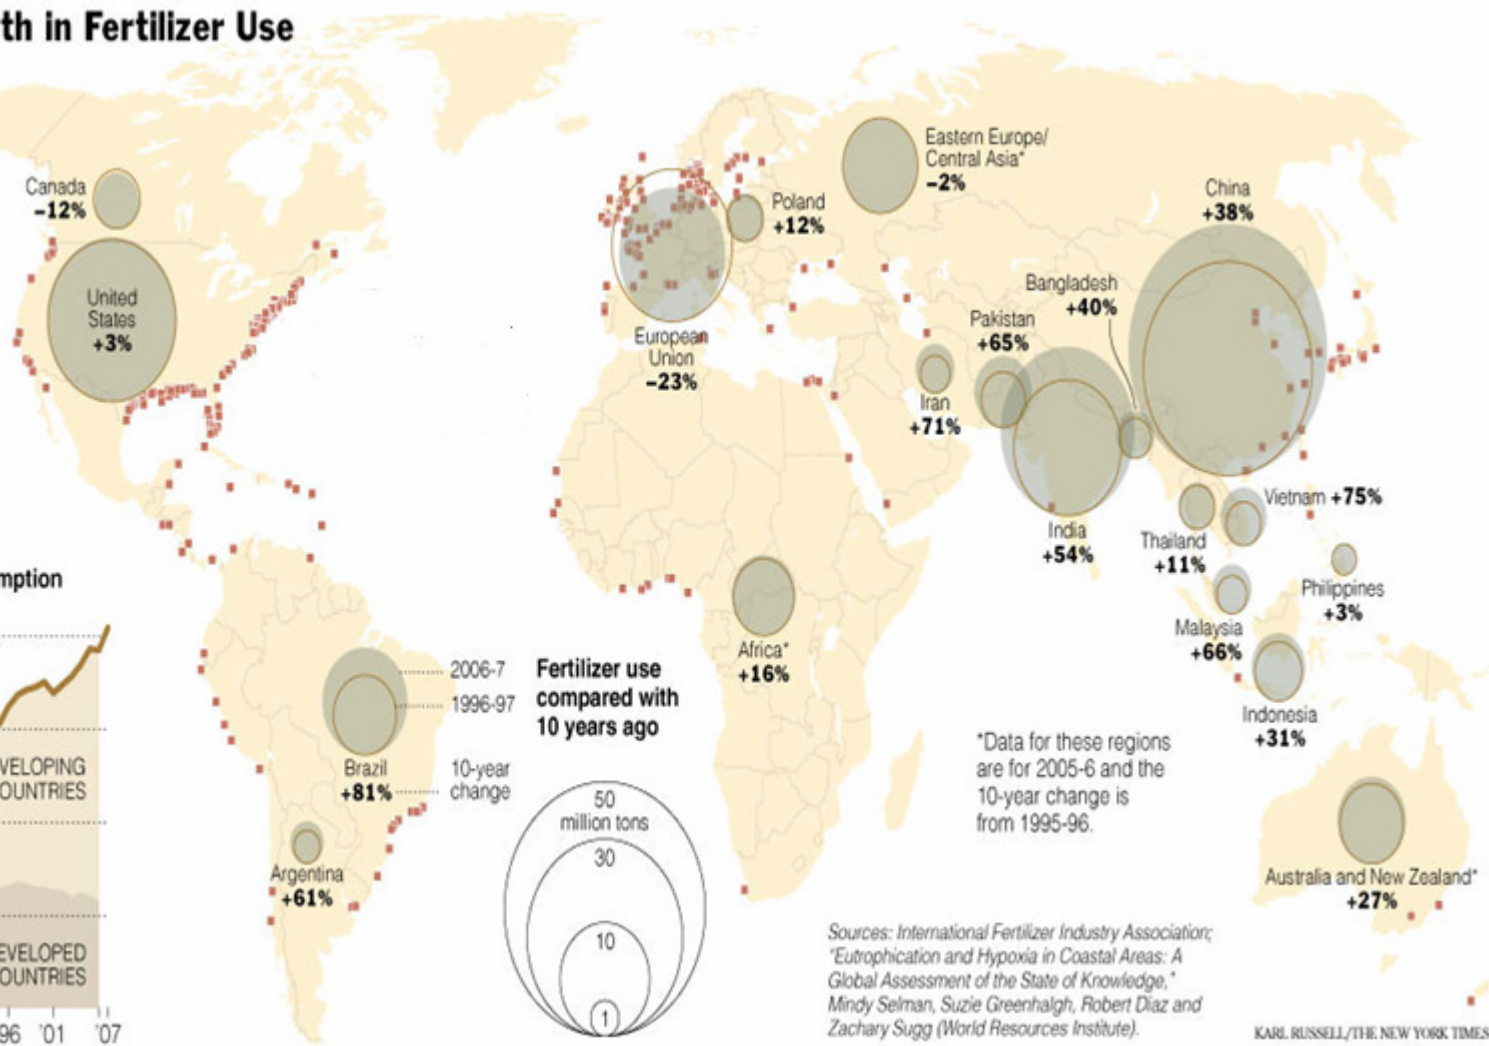 th in Fertilizer Use
Canada
–12%
United
States
+3%
European
Union
–23%
Poland
+12%
Eastern Europe/
Central Asia*
–2%
China
+38%
Bangladesh
+40%
Pakistan
+65%
Iran
+71%
India
+54%
Vietnam +75%
Thailand
+11%
Philippines
+3%
Malaysia
+66%
Indonesia
+31%
Africa*
+16%
Australia and New Zealand*
+27%
Brazil
+81%
Argentina
+61%
2006-7
1996-97
10-year
change
Fertilizer use
compared with
10 years ago
50
million tons
30
10
1
mption
VELOPING
OUNTRIES
EVELOPED
OUNTRIES
96 '01 '07
*Data for these regions
are for 2005-6 and the
10-year change is
from 1995-96.
Sources: International Fertilizer Industry Association;
"Eutrophication and Hypoxia in Coastal Areas: A
Global Assessment of the State of Knowledge,"
Mindy Selman, Suzie Greenhalgh, Robert Diaz and
Zachary Sugg (World Resources Institute).
KARL RUSSELL/THE NEW YORK TIMES